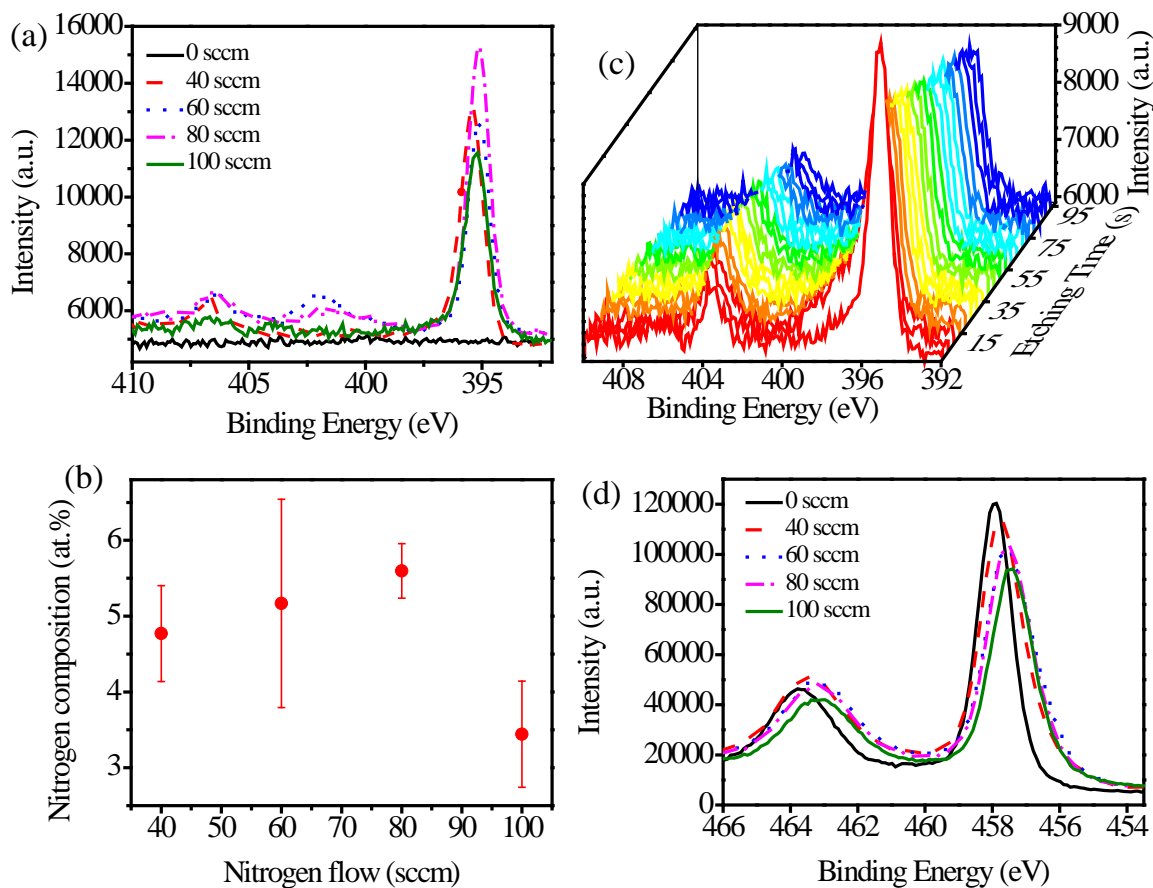 (a)
16000
14000
12000
10000
8000
6000
Intensity (a.u.)
0 sccm
40 sccm
60 sccm
80 sccm
100 sccm
410 405 400 395
Binding Energy (eV)
(c)
9000
8000
7000
6000
Intensity (a.u.)
95
75
55
35
15
Etching Time (s)
408 404 400 396 392
Binding Energy (eV)
(b)
6
5
4
3
Nitrogen composition (at.%)
40 50 60 70 80 90 100
Nitrogen flow (sccm)
(d)
120000
100000
80000
60000
40000
20000
0
Intensity (a.u.)
0 sccm
40 sccm
60 sccm
80 sccm
100 sccm
466 464 462 460 458 456 454
Binding Energy (eV)